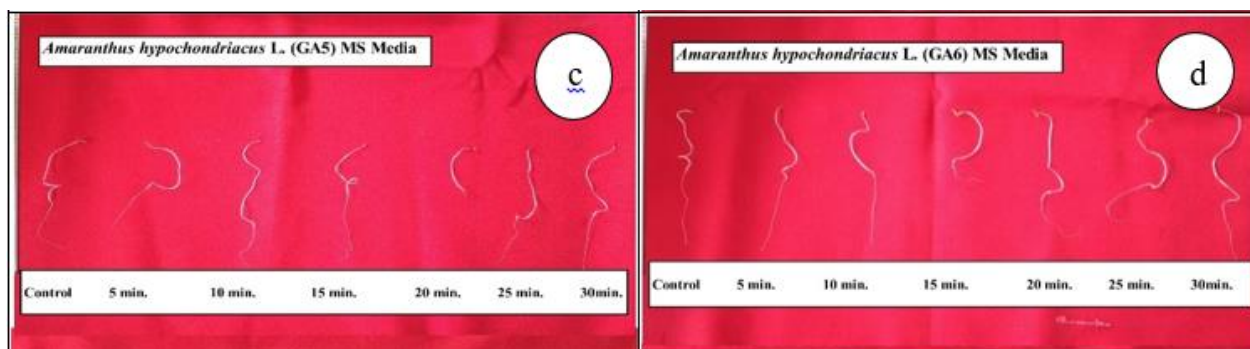 Amaranthus hypochondriacus L. (GA5) MS Media
c
Control 5 min. 10 min. 15 min. 20 min. 25 min. 30min.
Amaranthus hypochondriacus L. (GA6) MS Media
d
Control 5 min. 10 min. 15 min. 20 min. 25 min. 30min.